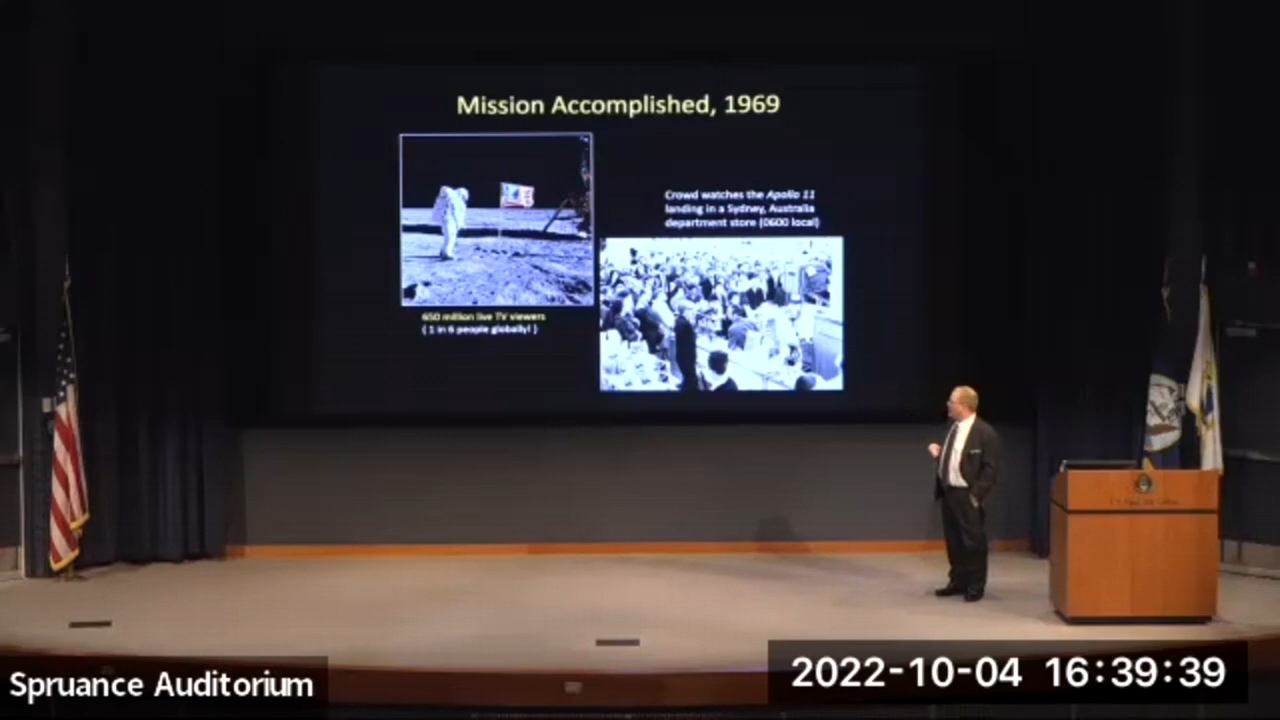 Mission Accomplished, 1969
Crowd watches the Apollo 11
landing in a Sydney, Australia
department store (0600 local)
650 million live TV viewers
( 1 in 6 people globally! )
Spruance Auditorium
2022-10-04 16:39:39